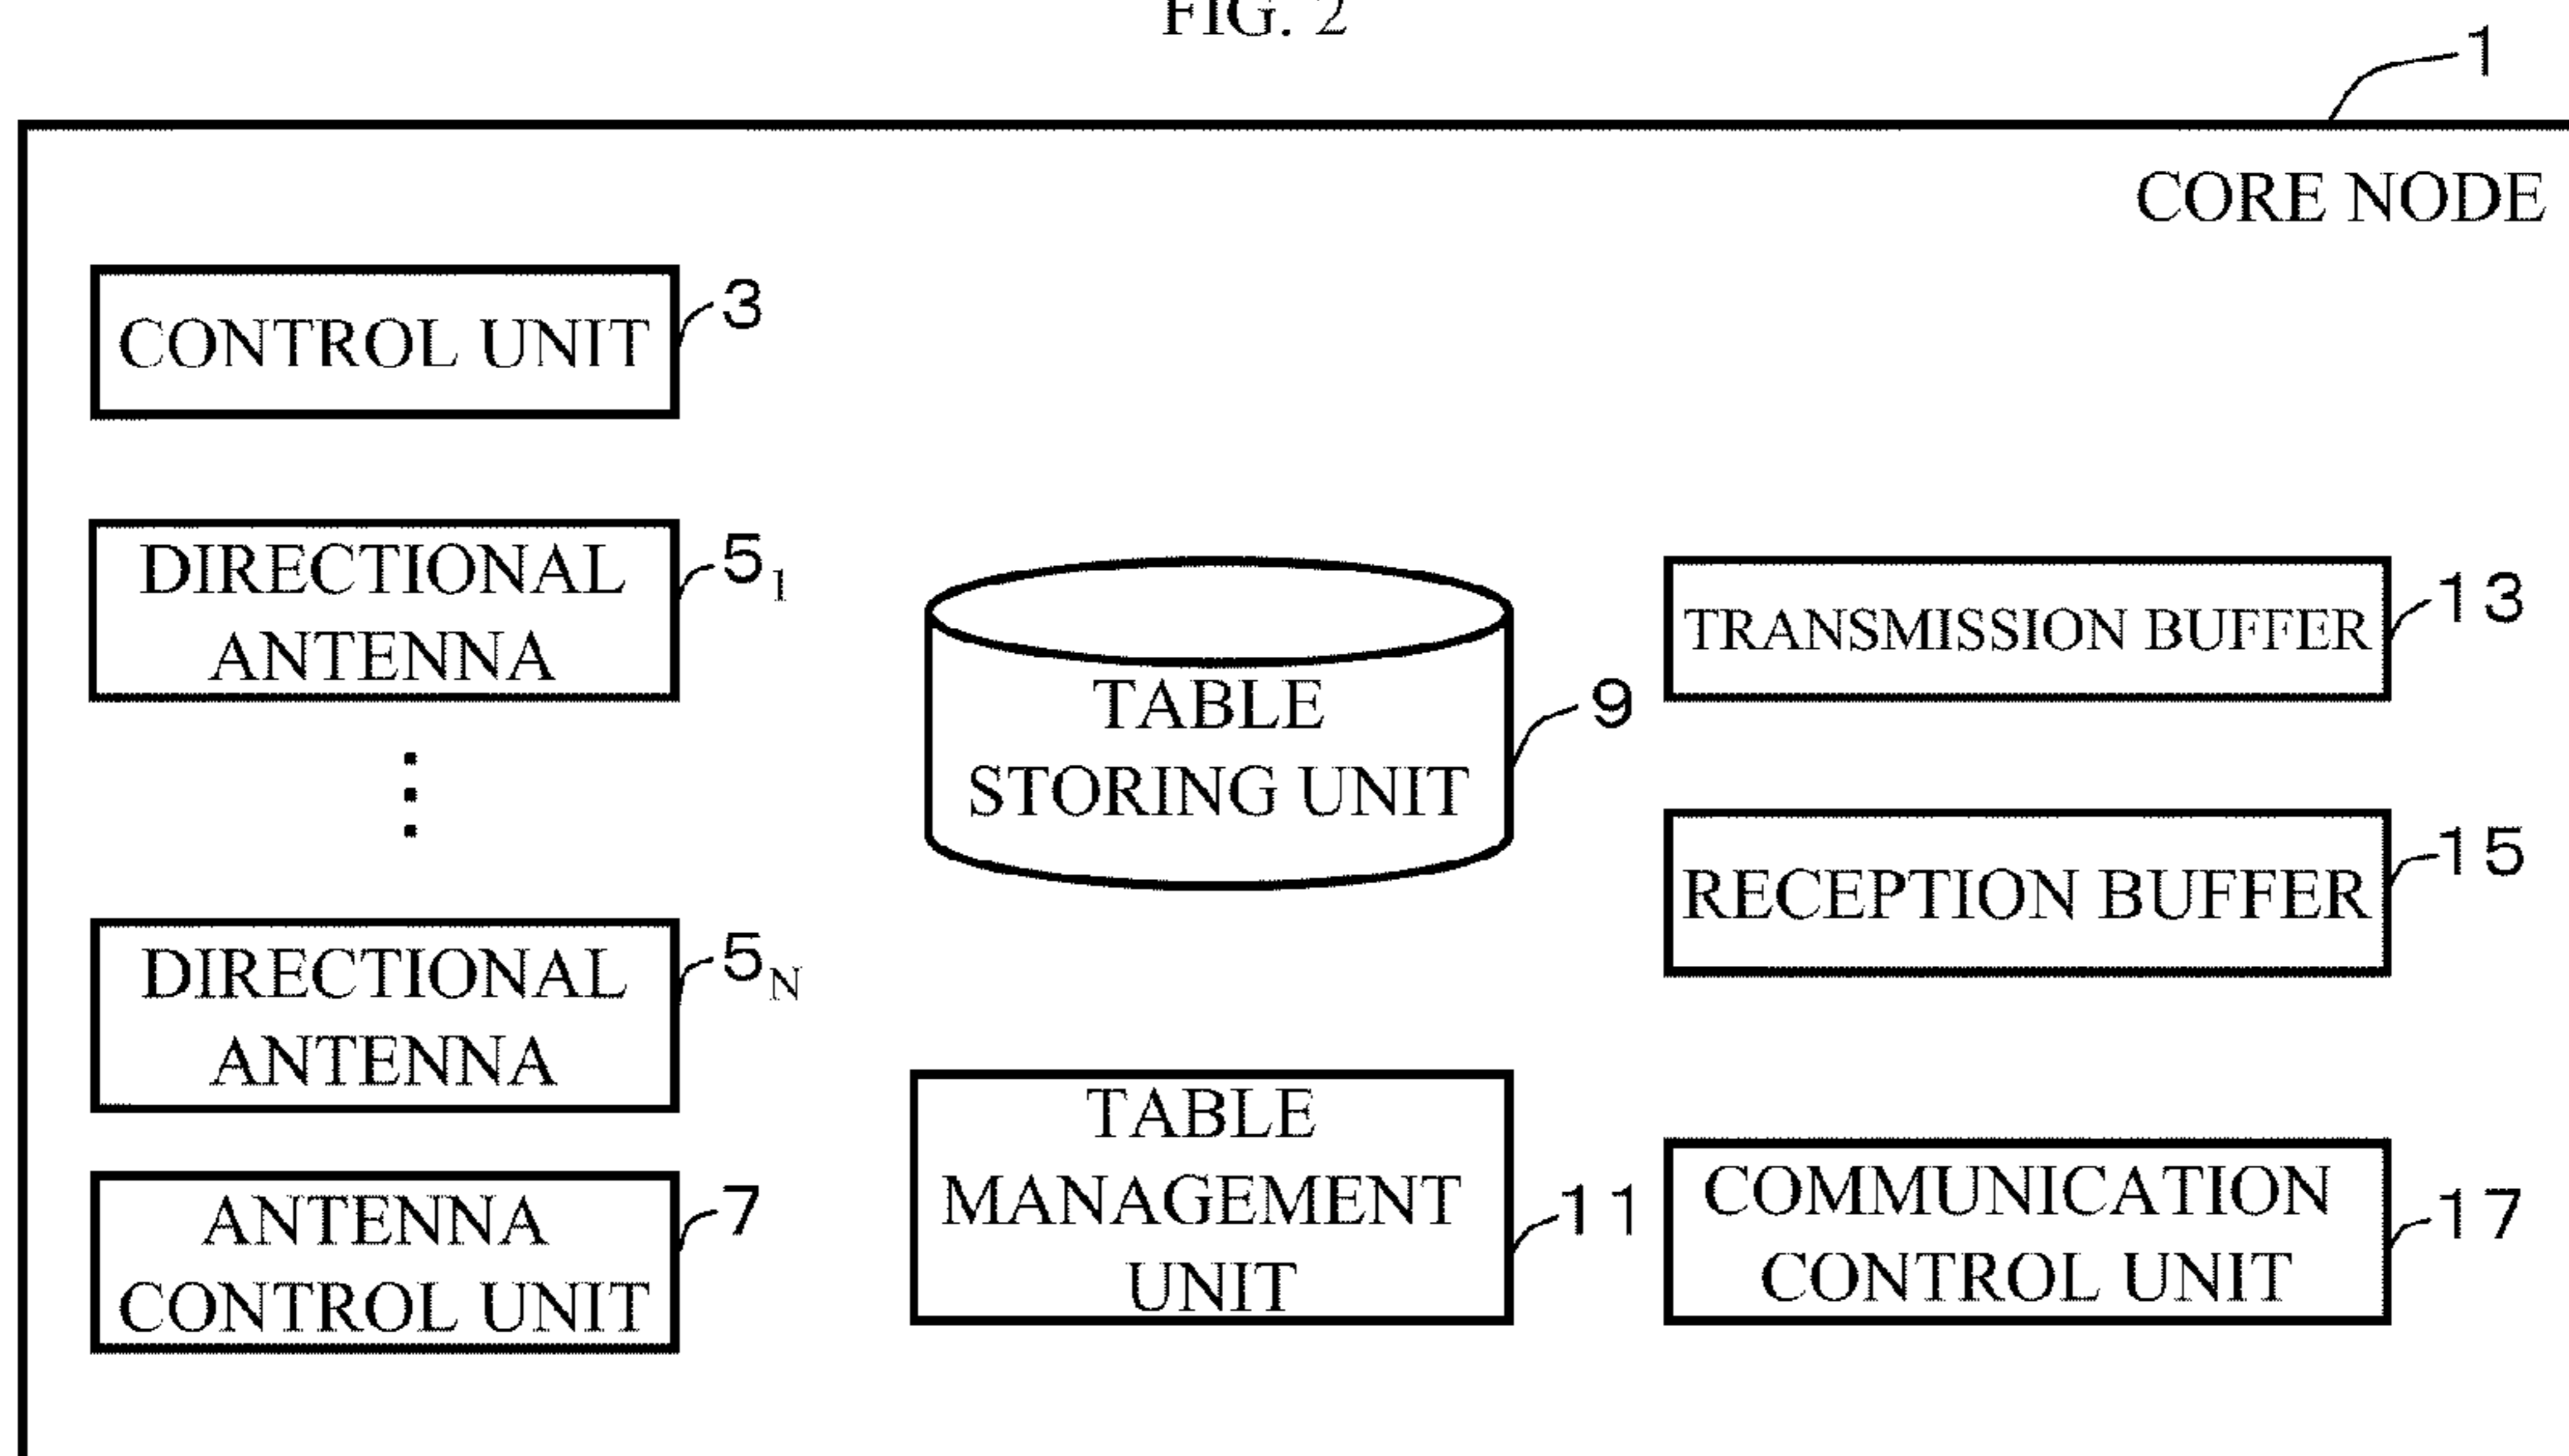 FIG. 2
1
CORE NODE
CONTROL UNIT
3
DIRECTIONAL
ANTENNA
5₁
DIRECTIONAL
ANTENNA
5N
ANTENNA
CONTROL UNIT
7
TABLE
STORING UNIT
9
TABLE
MANAGEMENT
UNIT
11
TRANSMISSION BUFFER
13
RECEPTION BUFFER
15
COMMUNICATION
CONTROL UNIT
17